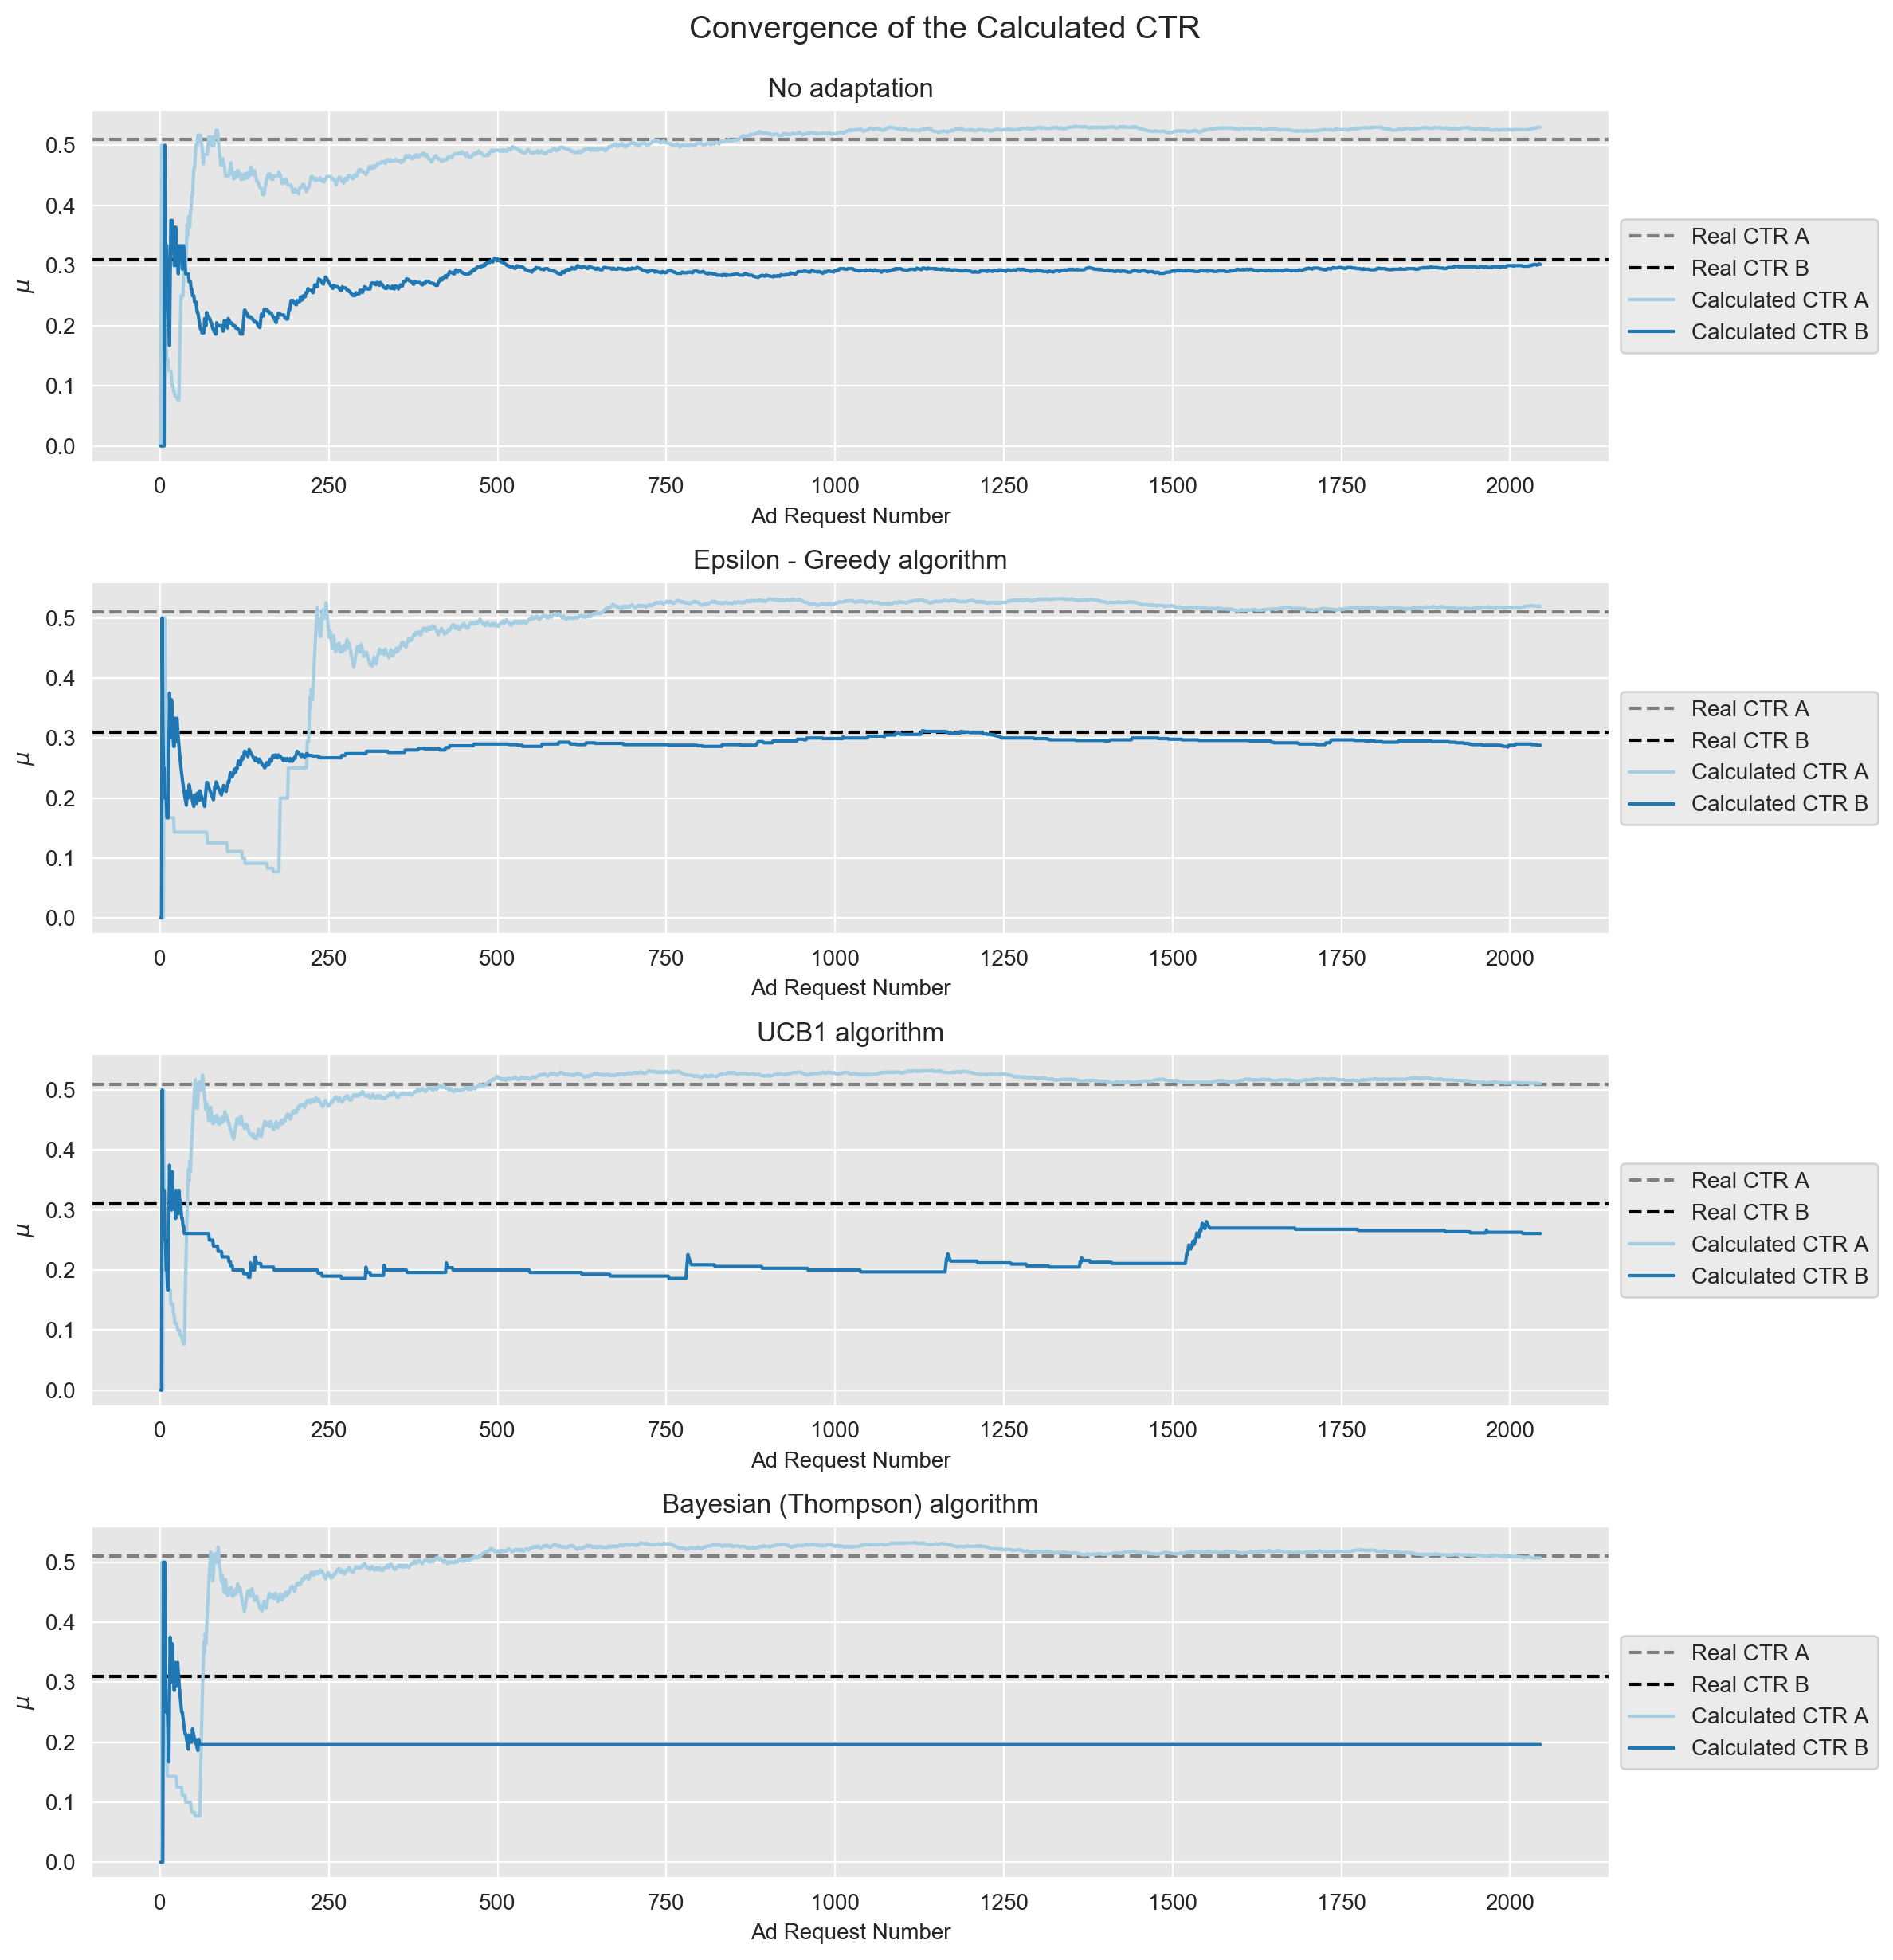 Convergence of the Calculated CTR
No adaptation
0.5
0.4
0.3
0.2
0.1
0.0
μ
0 250 500 750 1000 1250 1500 1750 2000
Ad Request Number
Real CTR A
Real CTR B
Calculated CTR A
Calculated CTR B
Epsilon - Greedy algorithm
0.5
0.4
0.3
0.2
0.1
0.0
μ
0 250 500 750 1000 1250 1500 1750 2000
Ad Request Number
Real CTR A
Real CTR B
Calculated CTR A
Calculated CTR B
UCB1 algorithm
0.5
0.4
0.3
0.2
0.1
0.0
μ
0 250 500 750 1000 1250 1500 1750 2000
Ad Request Number
Real CTR A
Real CTR B
Calculated CTR A
Calculated CTR B
Bayesian (Thompson) algorithm
0.5
0.4
0.3
0.2
0.1
0.0
μ
0 250 500 750 1000 1250 1500 1750 2000
Ad Request Number
Real CTR A
Real CTR B
Calculated CTR A
Calculated CTR B